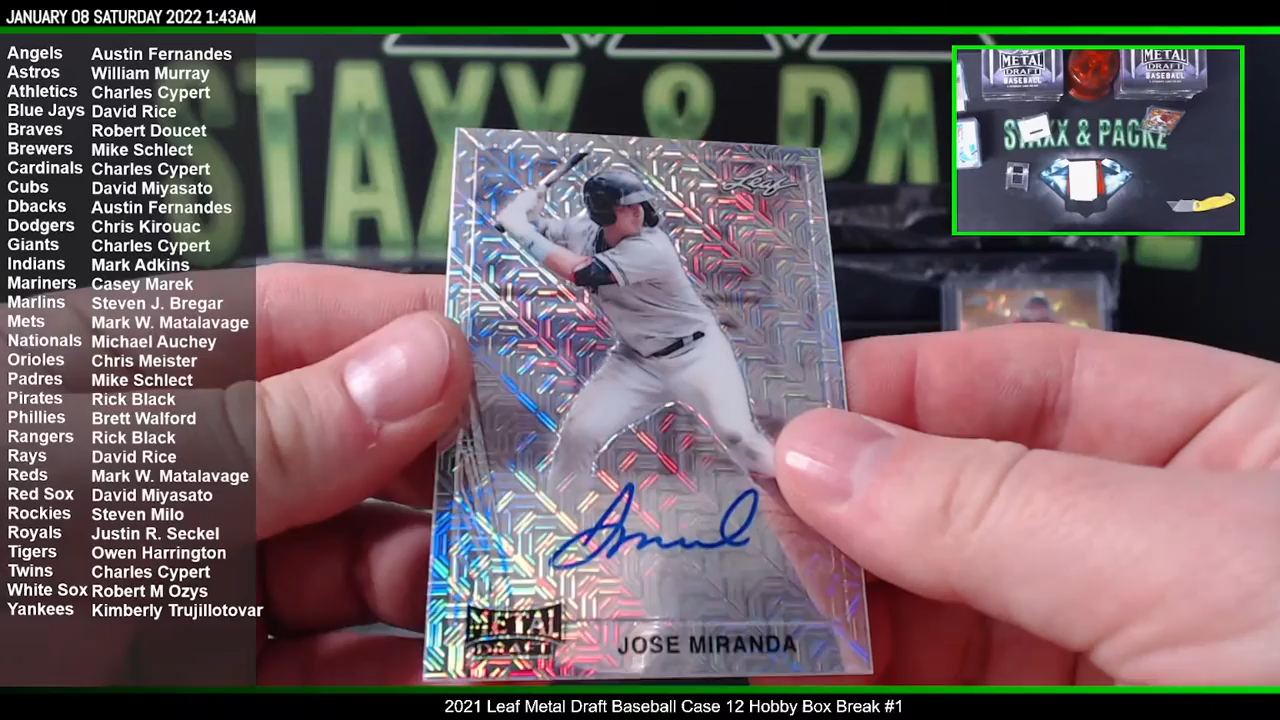 JANUARY 08 SATURDAY 2022 1:43AM
Angels Austin Fernandes
Astros William Murray
Athletics Charles Cypert
Blue Jays David Rice
Braves Robert Doucet
Brewers Mike Schlect
Cardinals Charles Cypert
Cubs David Miyasato
Dbacks Austin Fernandes
Dodgers Chris Kirouac
Giants Charles Cypert
Indians Mark Adkins
Mariners Casey Marek
Marlins Steven J. Bregar
Mets Mark W. Matalavage
Nationals Michael Auchey
Orioles Chris Meister
Padres Mike Schlect
Pirates Rick Black
Phillies Brett Walford
Rangers Rick Black
Rays David Rice
Reds Mark W. Matalavage
Red Sox David Miyasato
Rockies Steven Milo
Royals Justin R. Seckel
Tigers Owen Harrington
Twins Charles Cypert
White Sox Robert M Ozys
Yankees Kimberly Trujillotovar
STAXX & PA
Leaf
METAL
DRAFT
JOSE MIRANDA
METAL
DRAFT
BASEBALL
METAL
DRAFT
BASEBALL
STAXX & PACKZ
2021 Leaf Metal Draft Baseball Case 12 Hobby Box Break #1